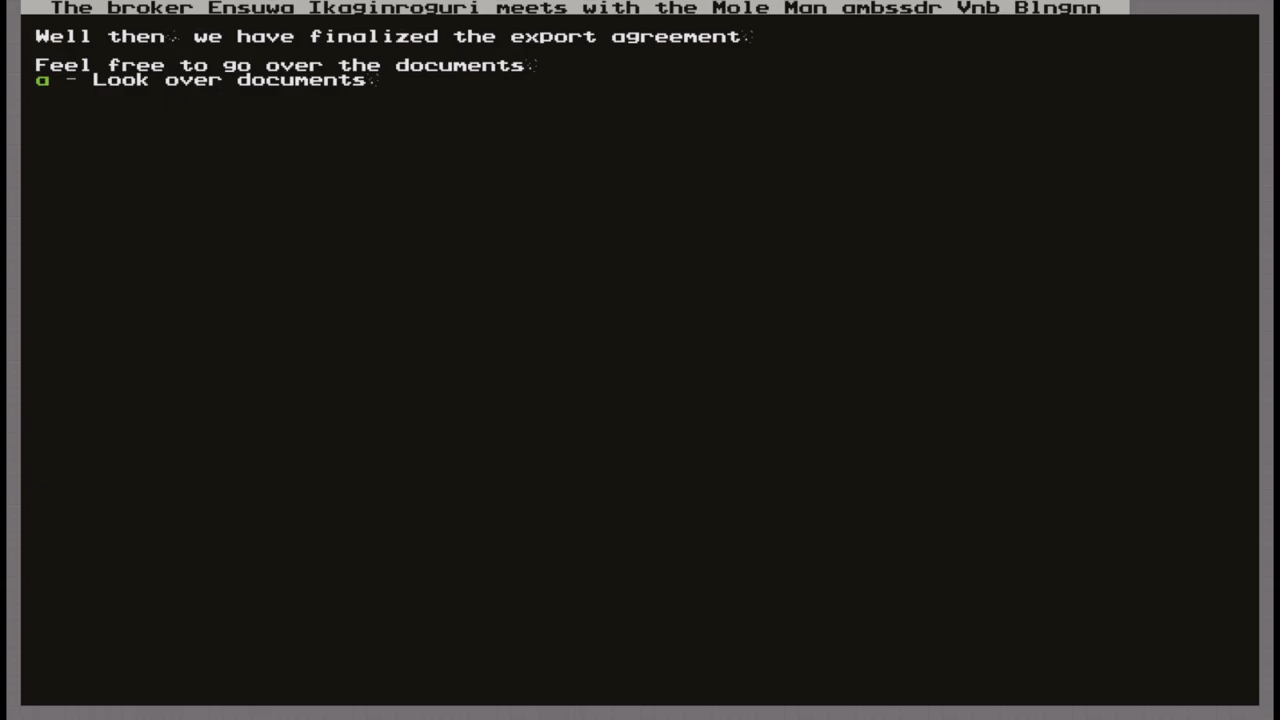 The broker Ensuwa Ikaginroguri meets with the Mole Man ambssdr Vnb Blngnn
Well then, we have finalized the export agreement.
Feel free to go over the documents.
a - Look over documents.